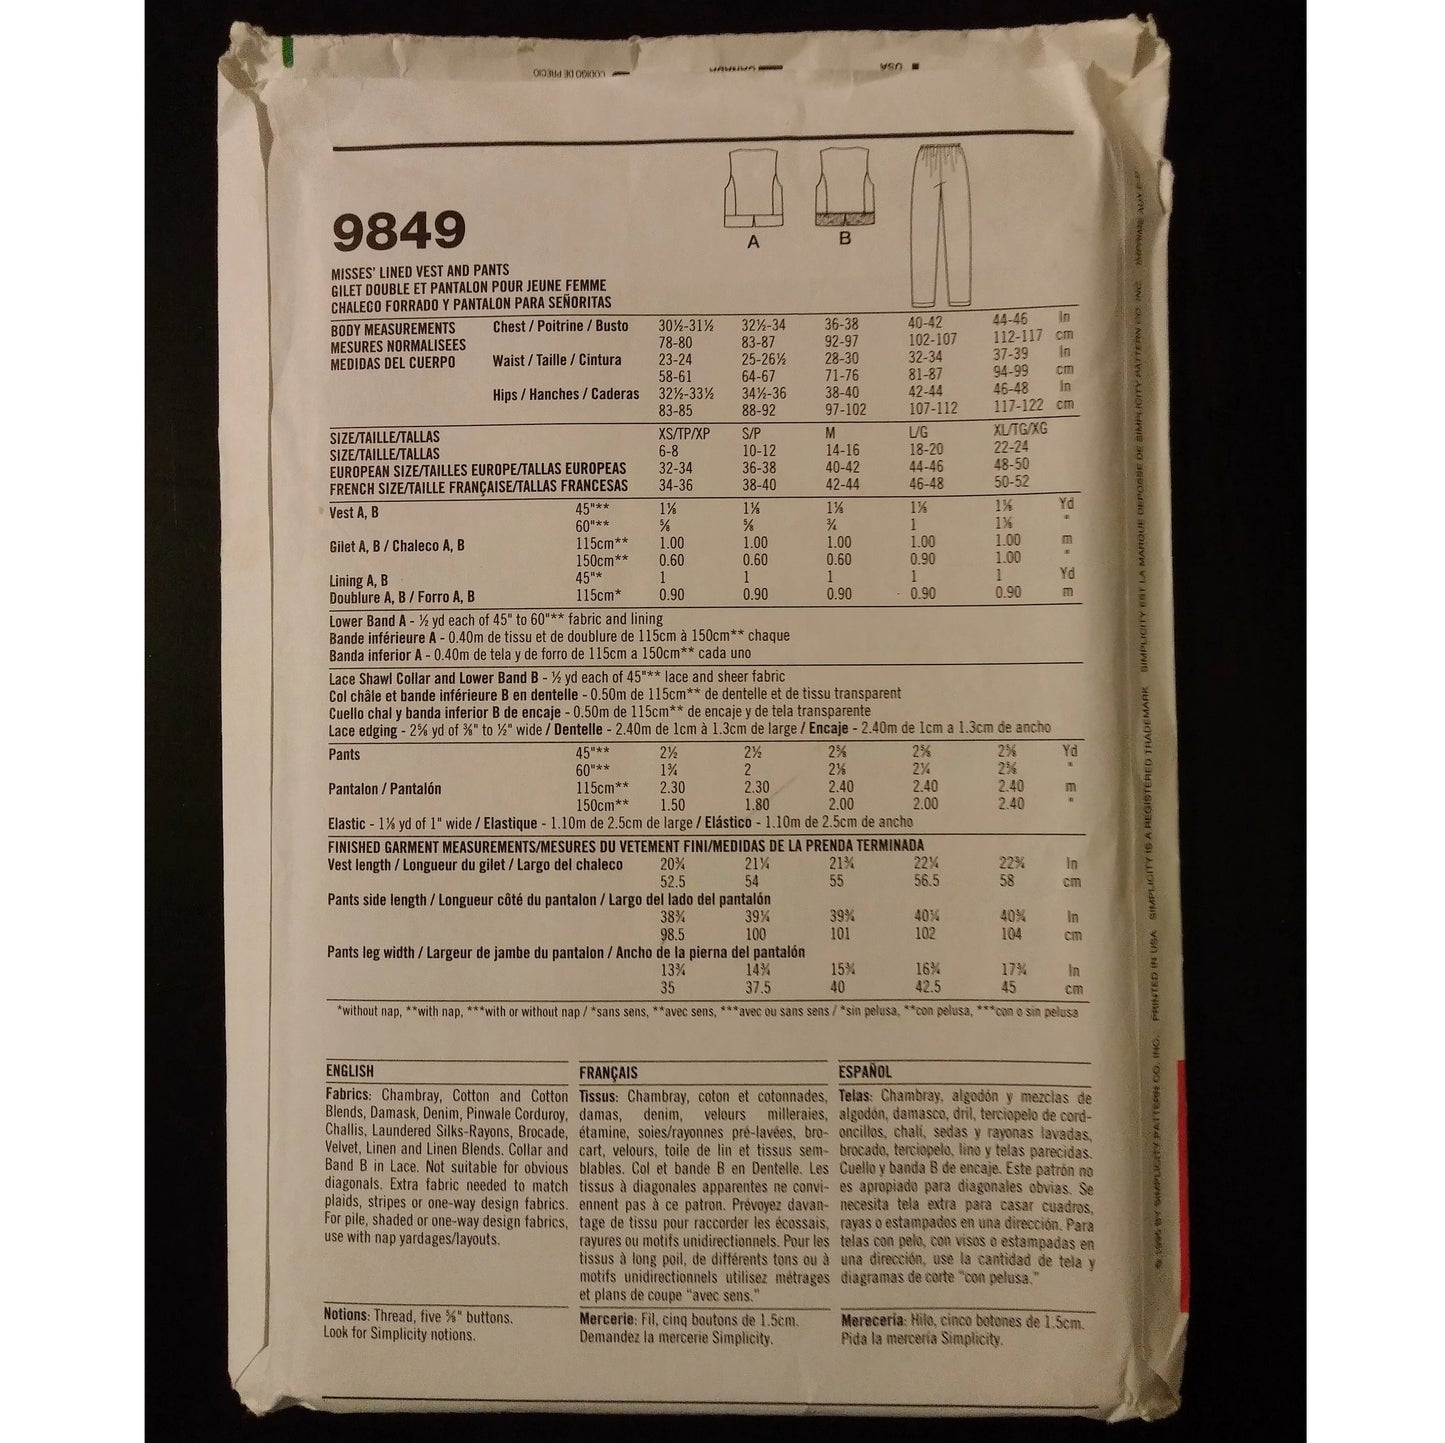 CODIGO DE PRECIO
CANADA
USA
9849
A
B
MISSES' LINED VEST AND PANTS
GILET DOUBLE ET PANTALON POUR JEUNE FEMME
CHALECO FORRADO Y PANTALON PARA SEÑORITAS
BODY MEASUREMENTS Chest / Poitrine / Busto 30½-31½ 32½-34 36-38 40-42 44-46 In
MESURES NORMALISEES 78-80 83-87 92-97 102-107 112-117 cm
MEDIDAS DEL CUERPO Waist / Taille / Cintura 23-24 25-26½ 28-30 32-34 37-39 In
58-61 64-67 71-76 81-87 94-99 cm
Hips / Hanches / Caderas 32½-33½ 34½-36 38-40 42-44 46-48 In
83-85 88-92 97-102 107-112 117-122 cm
SIZE/TAILLE/TALLAS XS/TP/XP S/P M L/G XL/TG/XG
SIZE/TAILLE/TALLAS 6-8 10-12 14-16 18-20 22-24
EUROPEAN SIZE/TAILLES EUROPE/TALLAS EUROPEAS 32-34 36-38 40-42 44-46 48-50
FRENCH SIZE/TAILLE FRANÇAISE/TALLAS FRANCESAS 34-36 38-40 42-44 46-48 50-52
Vest A, B 45"** 1⅛ 1⅛ 1⅛ 1⅛ Yd
60"** ⅝ ⅝ ¾ 1 "
Gilet A, B / Chaleco A, B 115cm** 1.00 1.00 1.00 1.00 1.00 m
150cm** 0.60 0.60 0.60 0.90 1.00 "
Lining A, B 45"* 1 1 1 1 1 Yd
Doublure A, B / Forro A, B 115cm* 0.90 0.90 0.90 0.90 0.90 m
Lower Band A - ½ yd each of 45" to 60"** fabric and lining
Bande inférieure A - 0.40m de tissu et de doublure de 115cm à 150cm** chaque
Banda inferior A - 0.40m de tela y de forro de 115cm a 150cm** cada uno
Lace Shawl Collar and Lower Band B - ½ yd each of 45"** lace and sheer fabric
Col châle et bande inférieure B en dentelle - 0.50m de 115cm** de dentelle et de tissu transparent
Cuello chal y banda inferior B de encaje - 0.50m de 115cm** de encaje y de tela transparente
Lace edging - 2⅝ yd of ⅜" to ½" wide / Dentelle - 2.40m de 1cm à 1.3cm de large / Encaje - 2.40m de 1cm a 1.3cm de ancho
Pants 45"** 2½ 2½ 2⅝ 2⅝ 2⅝ Yd
60"** 1¾ 2 2⅛ 2¼ 2⅝ "
Pantalon / Pantalón 115cm** 2.30 2.30 2.40 2.40 2.40 m
150cm** 1.50 1.80 2.00 2.00 2.40 "
Elastic - 1⅛ yd of 1" wide / Elastique - 1.10m de 2.5cm de large / Elástico - 1.10m de 2.5cm de ancho
FINISHED GARMENT MEASUREMENTS/MESURES DU VETEMENT FINI/MEDIDAS DE LA PRENDA TERMINADA
Vest length / Longueur du gilet / Largo del chaleco 20¾ 21¼ 21¾ 22¼ 22¾ In
52.5 54 55 56.5 58 cm
Pants side length / Longueur côté du pantalon / Largo del lado del pantalón
38¾ 39¼ 39¾ 40¼ 40¾ In
98.5 100 101 102 104 cm
Pants leg width / Largeur de jambe du pantalon / Ancho de la pierna del pantalón
13¾ 14¾ 15¾ 16¾ 17¾ In
35 37.5 40 42.5 45 cm
*without nap, **with nap, ***with or without nap / *sans sens, **avec sens, ***avec ou sans sens / *sin pelusa, **con pelusa, ***con o sin pelusa
ENGLISH
Fabrics: Chambray, Cotton and Cotton
Blends, Damask, Denim, Pinwale Corduroy,
Challis, Laundered Silks-Rayons, Brocade,
Velvet, Linen and Linen Blends. Collar and
Band B in Lace. Not suitable for obvious
diagonals. Extra fabric needed to match
plaids, stripes or one-way design fabrics.
For pile, shaded or one-way design fabrics,
use with nap yardages/layouts.
Notions: Thread, five ⅝" buttons.
Look for Simplicity notions.
FRANÇAIS
Tissus: Chambray, coton et cotonnades,
damas, denim, velours milleraies,
étamine, soies/rayonnes pré-lavées, bro-
cart, velours, toile de lin et tissus sem-
blables. Col et bande B en Dentelle. Les
tissus à diagonales apparentes ne convi-
ennent pas à ce patron. Prévoyez davan-
tage de tissu pour raccorder les écossais,
rayures ou motifs unidirectionnels. Pour les
tissus à long poil, de différents tons ou à
motifs unidirectionnels utilisez métrages
et plans de coupe "avec sens."
Mercerie: Fil, cinq boutons de 1.5cm.
Demandez la mercerie Simplicity.
ESPAÑOL
Telas: Chambray, algodón y mezclas de
algodón, damasco, dril, terciopelo de cord-
oncillos, chalí, sedas y rayonas lavadas,
brocado, terciopelo, lino y telas parecidas.
Cuello y banda B de encaje. Este patrón no
es apropiado para diagonales obvias. Se
necesita tela extra para casar cuadros,
rayas o estampados en una dirección. Para
telas con pelo, con visos o estampadas en
una dirección, use la cantidad de tela y
diagramas de corte "con pelusa."
Merecería: Hilo, cinco botones de 1.5cm.
Pida la mercería Simplicity.
© 1996 BY SIMPLICITY PATTERN CO. INC. PRINTED IN USA SIMPLICITY IS A REGISTERED TRADEMARK SIMPLICITY EST LA MARQUE DEPOSEE DE SIMPLICITY PATTERN CO. INC. IMPRIME AUX